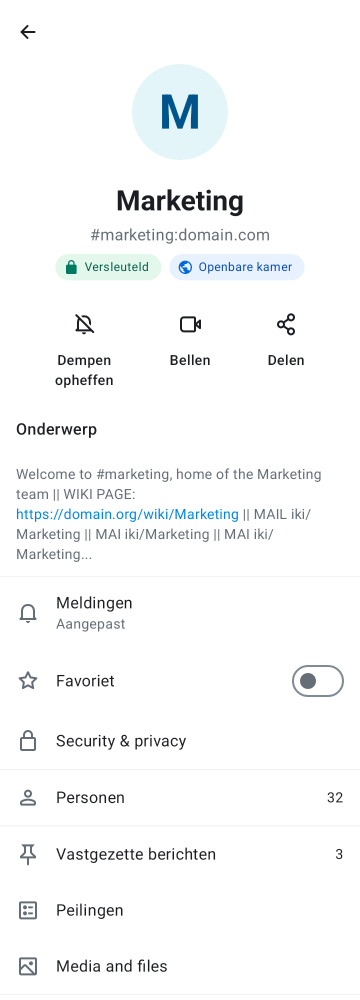 M
Marketing
#marketing:domain.com
Versleuteld
Openbare kamer
Dempen
opheffen
Bellen
Delen
Onderwerp
Welcome to #marketing, home of the Marketing
team || WIKI PAGE:
https://domain.org/wiki/Marketing || MAIL iki/
Marketing || MAI iki/Marketing || MAI iki/
Marketing...
Meldingen
Aangepast
Favoriet
Security & privacy
Personen 32
Vastgezette berichten 3
Peilingen
Media and files